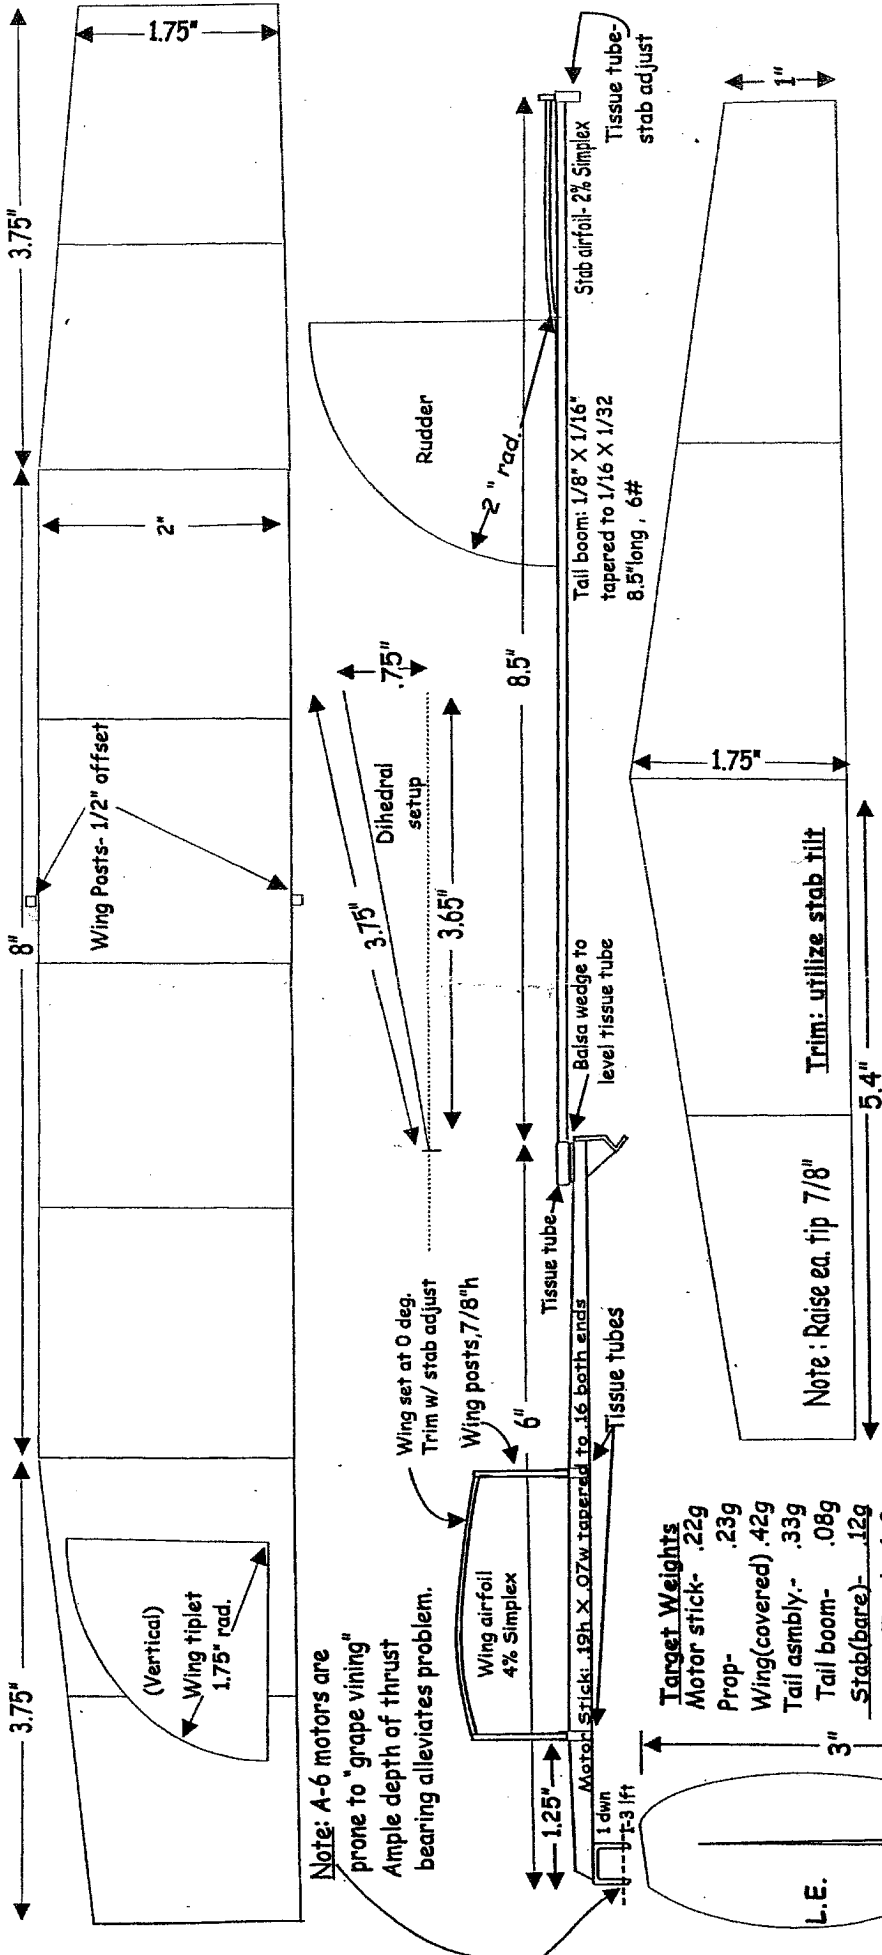 3.75"
8"
3.75"
1.75"
2"
Wing Posts- 1/2" offset
(Vertical)
Wing tiplet
1.75" rad.
Note: A-6 motors are
prone to "grape vining"
Ample depth of thrust
bearing alleviates problem.
Wing set at 0 deg.
Trim w/ stab adjust
Wing posts,7/8"h
Wing airfoil
4% Simplex
Dihedral
setup
3.75"
.75"
3.65"
Rudder
2" rad.
6"
8.5"
1.25"
Motor Stick: .19h X .07w tapered to .16 both ends
Tissue tubes
Tissue tube
Balsa wedge to
level tissue tube
Tail boom: 1/8" X 1/16"
tapered to 1/16 X 1/32
8.5"long , 6#
Stab airfoil- 2% Simplex
Tissue tube-
stab adjust
1 dwn
1-3 lft
3"
L.E.
Target Weights
Motor stick- .22g
Prop- .23g
Wing(covered) .42g
Tail asmbly.- .33g
Tail boom- .08g
Stab(bare)- .12g
Note: Raise ea. tip 7/8"
Trim: utilize stab tilt
1.75"
1"
5.4"